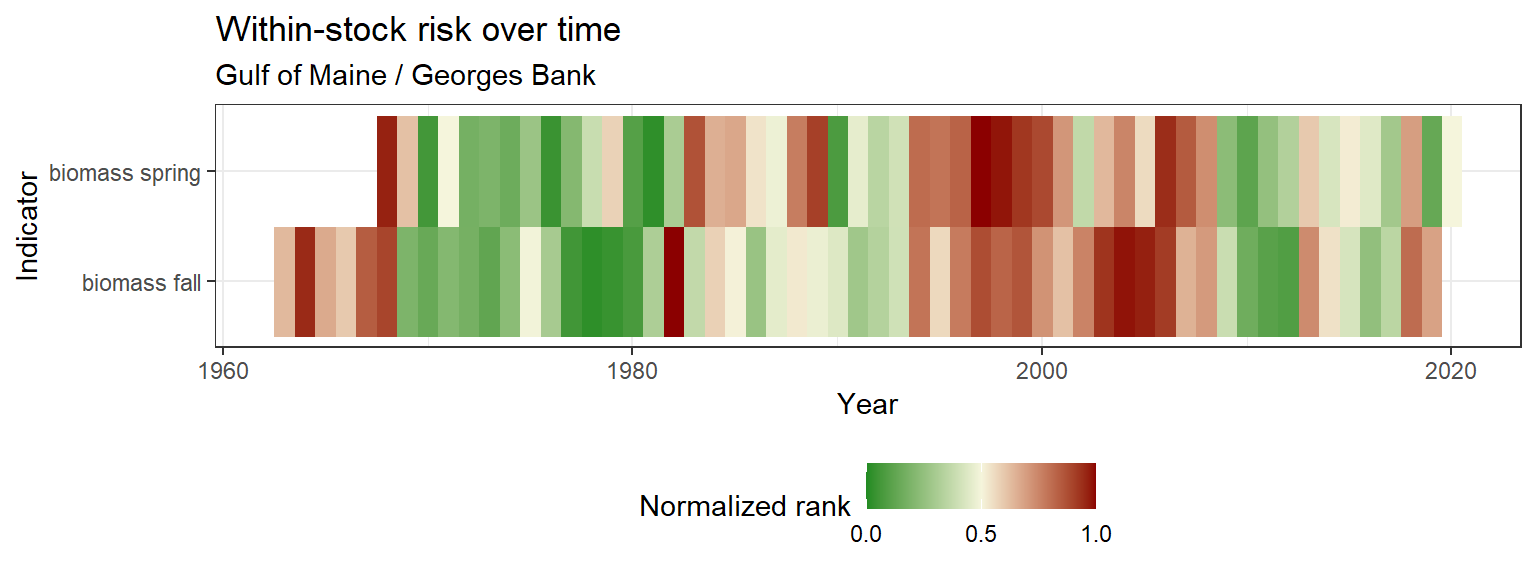 Within-stock risk over time
Gulf of Maine / Georges Bank
Indicator
biomass spring
biomass fall
1960 1980 2000 2020
Year
Normalized rank
0.0 0.5 1.0